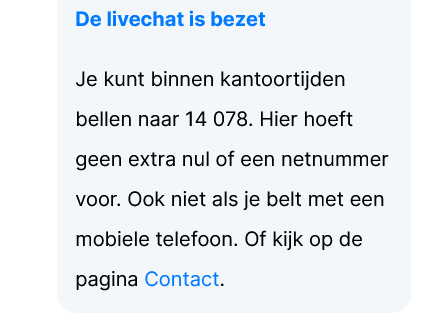 De livechat is bezet
Je kunt binnen kantoortijden
bellen naar 14 078. Hier hoeft
geen extra nul of een netnummer
voor. Ook niet als je belt met een
mobiele telefoon. Of kijk op de
pagina Contact.